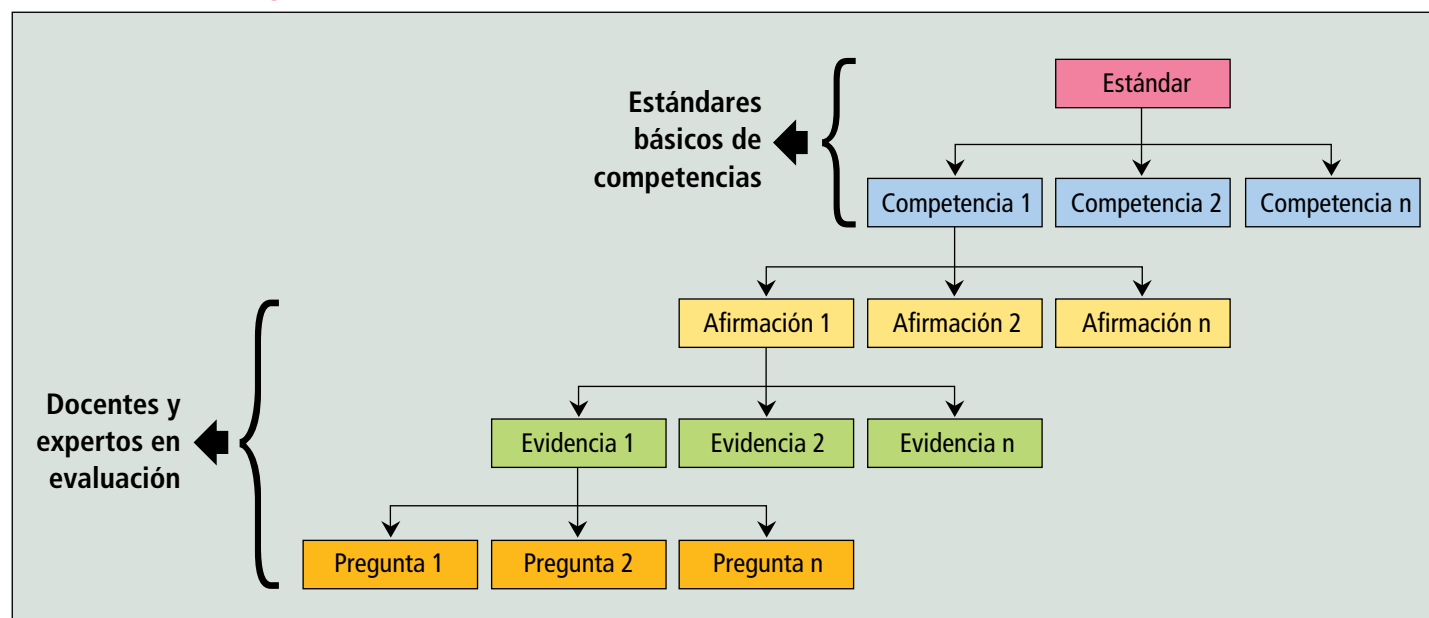 Estándares
básicos de
competencias
Estándar
Competencia 1
Competencia 2
Competencia n
Afirmación 1
Afirmación 2
Afirmación n
Docentes y
expertos en
evaluación
Evidencia 1
Evidencia 2
Evidencia n
Pregunta 1
Pregunta 2
Pregunta n